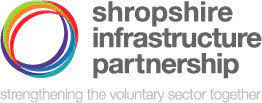 shropshire
infrastructure
partnership
strengthening the voluntary sector together